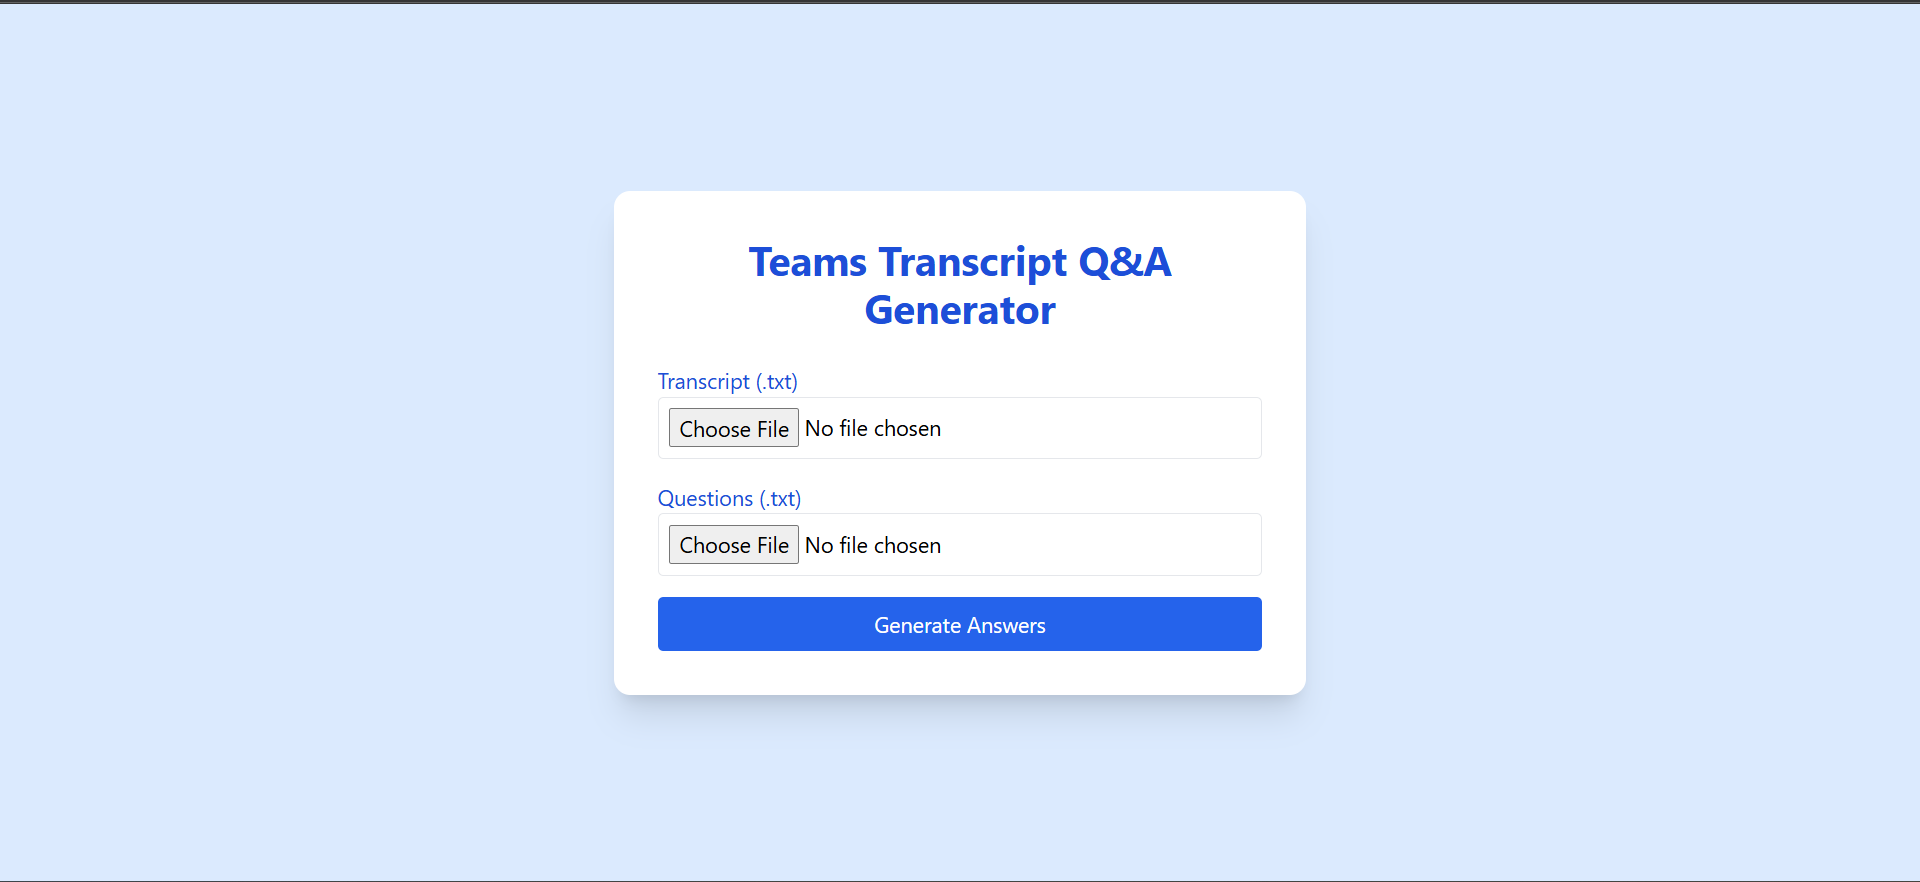 Teams Transcript Q&A
Generator
Transcript (.txt)
Choose File No file chosen
Questions (.txt)
Choose File No file chosen
Generate Answers